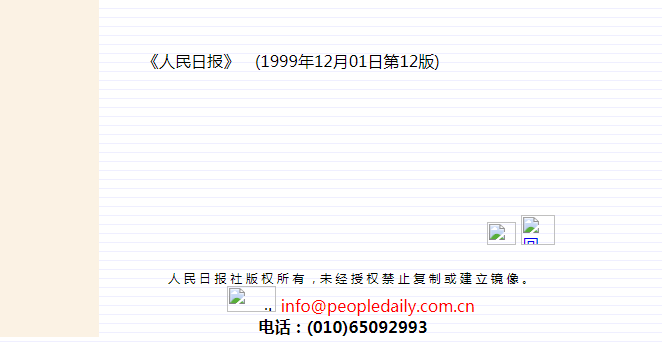 《人民日报》 (1999年12月01日第12版)
人民日报社版权所有，未经授权禁止复制或建立镜像。
info@peopledaily.com.cn
电话：(010)65092993